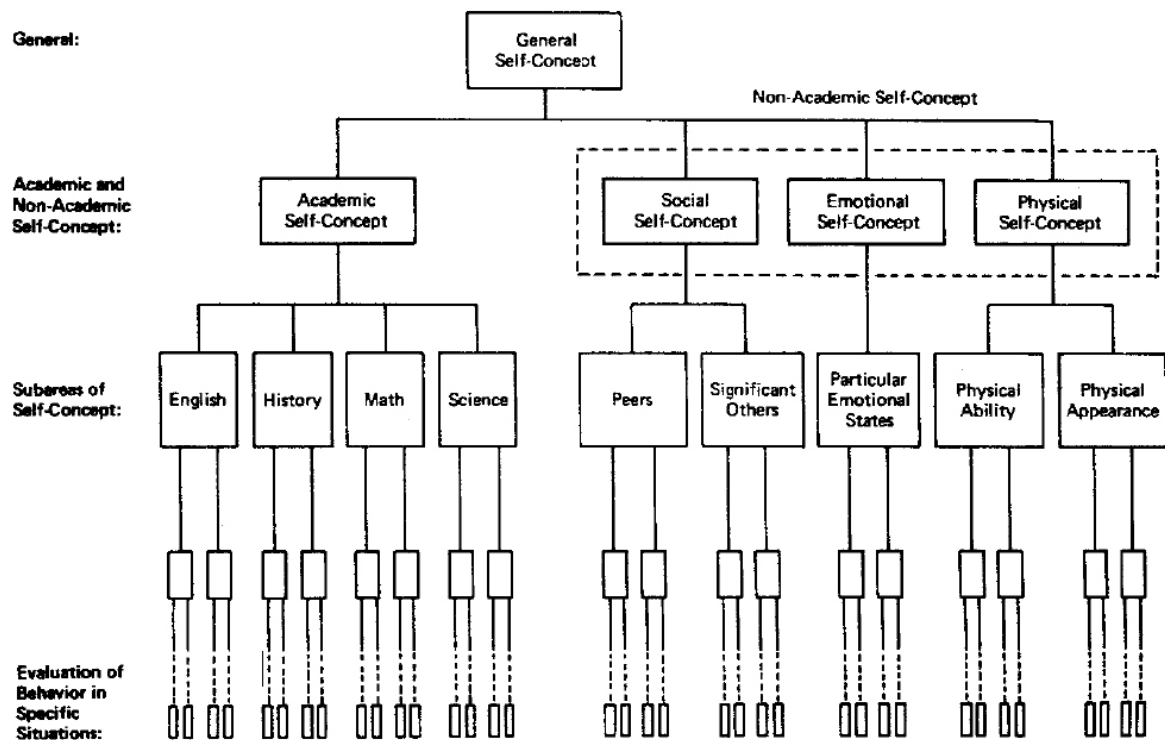 General:
General
Self-Concept
Non-Academic Self-Concept
Academic and
Non-Academic
Self-Concept:
Academic
Self-Concept
Social
Self-Concept
Emotional
Self-Concept
Physical
Self-Concept
Subareas of
Self-Concept:
English
History
Math
Science
Peers
Significant
Others
Particular
Emotional
States
Physical
Ability
Physical
Appearance
Evaluation of
Behavior in
Specific
Situations: